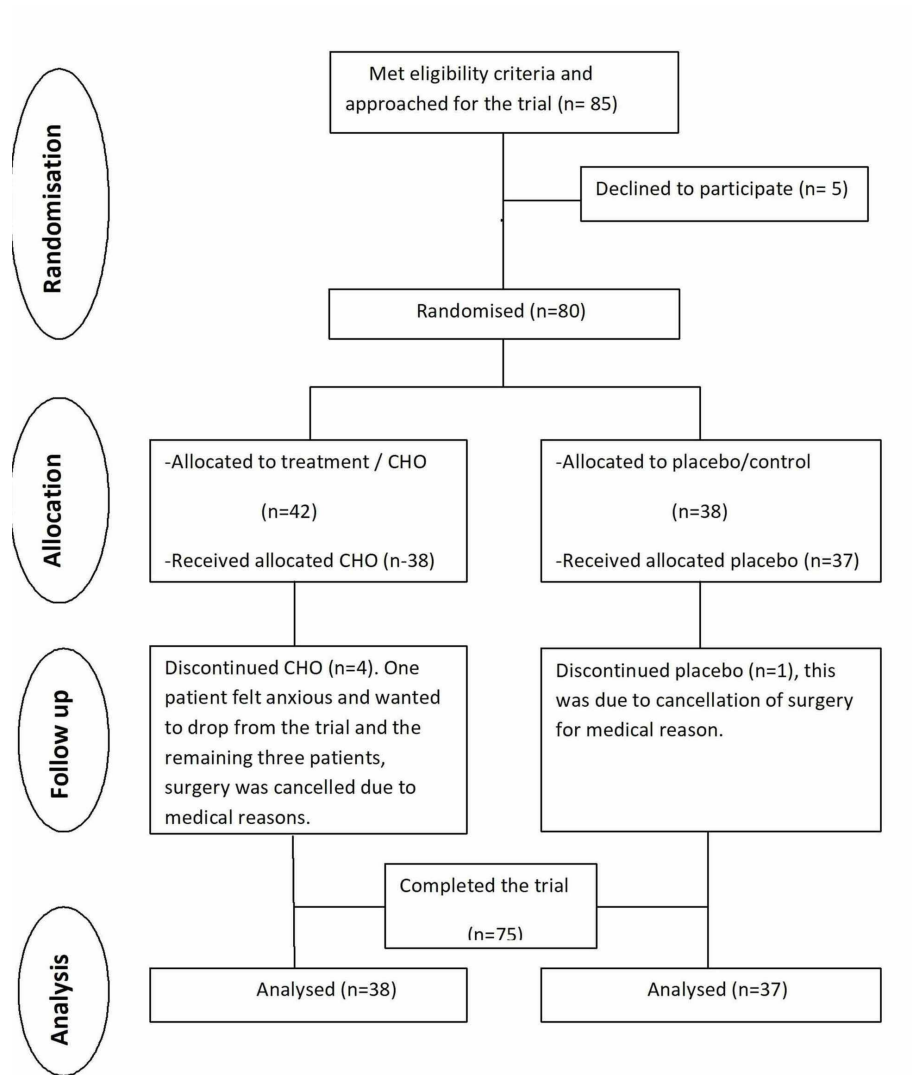 Met eligibility criteria and
approached for the trial (n= 85)
Randomisation
Declined to participate (n= 5)
Randomised (n=80)
Allocation
-Allocated to treatment / CHO
(n=42)
-Received allocated CHO (n-38)
-Allocated to placebo/control
(n=38)
-Received allocated placebo (n=37)
Follow up
Discontinued CHO (n=4). One
patient felt anxious and wanted
to drop from the trial and the
remaining three patients,
surgery was cancelled due to
medical reasons.
Discontinued placebo (n=1), this
was due to cancellation of surgery
for medical reason.
Completed the trial
(n=75)
Analysis
Analysed (n=38)
Analysed (n=37)